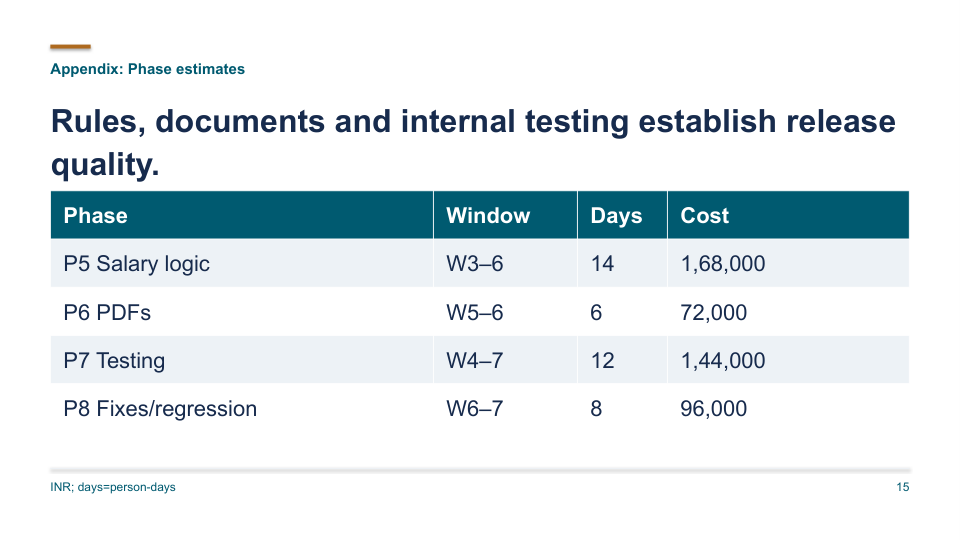 Appendix: Phase estimates
Rules, documents and internal testing establish release
quality.
Phase Window Days Cost
P5 Salary logic W3–6 14 1,68,000
P6 PDFs W5–6 6 72,000
P7 Testing W4–7 12 1,44,000
P8 Fixes/regression W6–7 8 96,000
INR; days=person-days 15